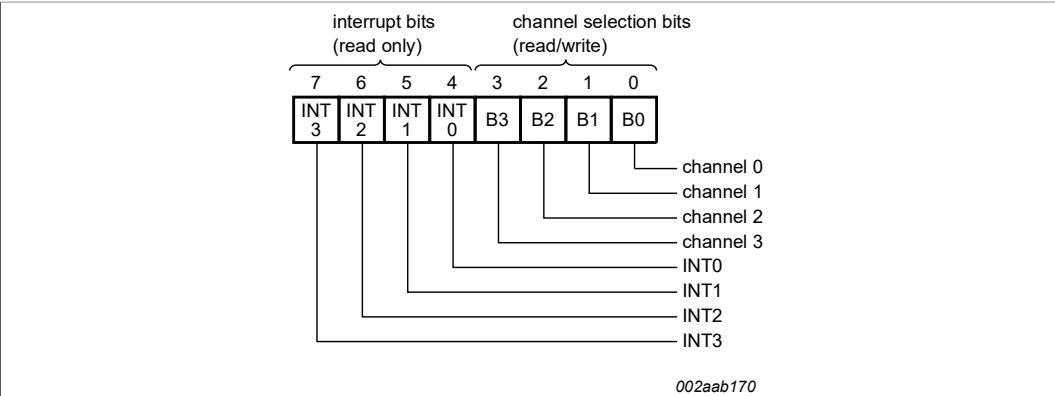 interrupt bits channel selection bits
(read only) (read/write)
7 6 5 4 3 2 1 0
INT INT INT INT B3 B2 B1 B0
3 2 1 0
channel 0
channel 1
channel 2
channel 3
INT0
INT1
INT2
INT3
002aab170